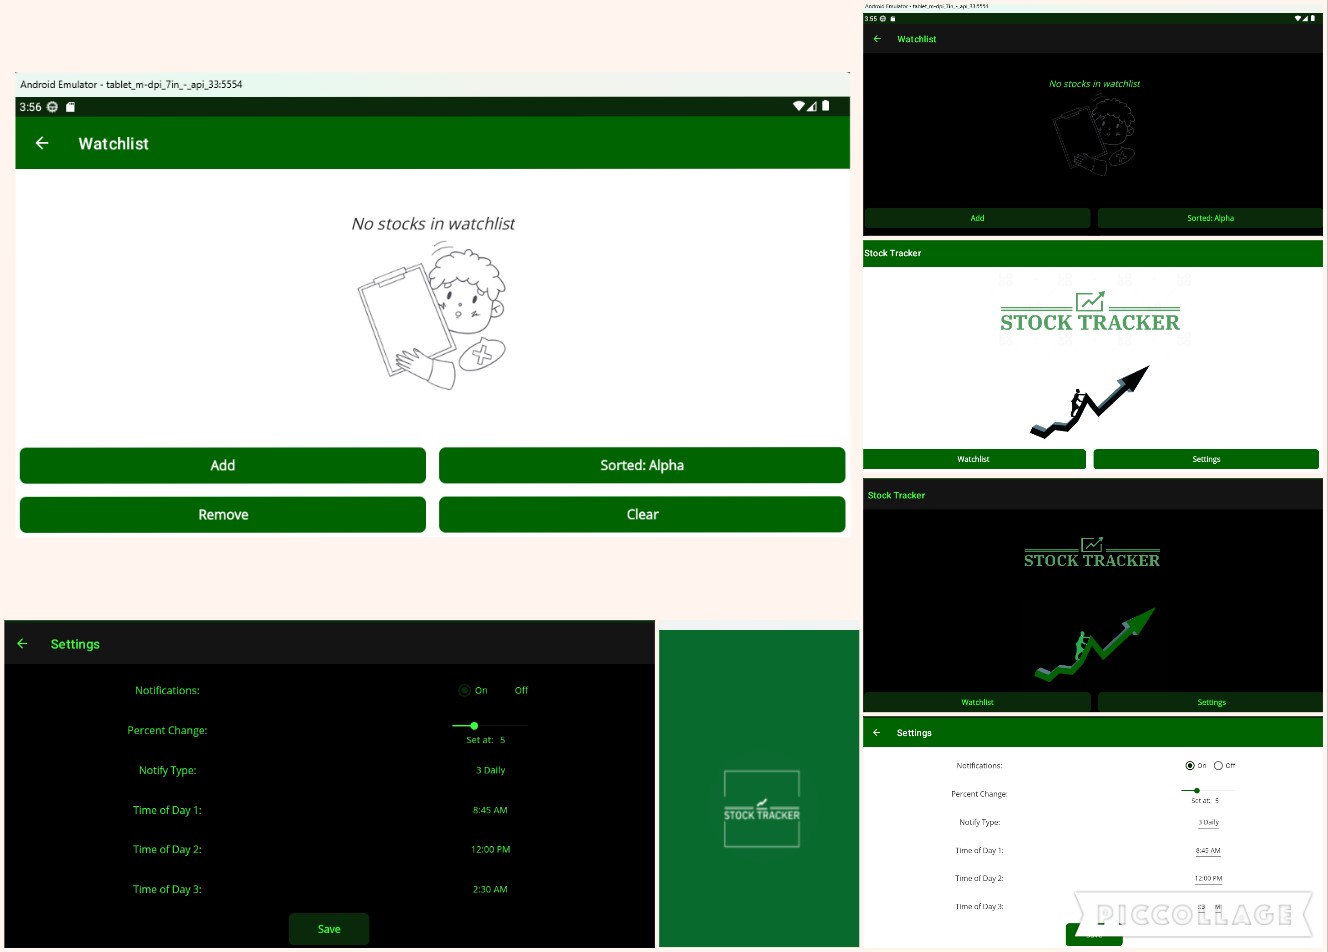 Android Emulator - tablet_m-dpi_7in_-_api_33:5554
3:56
Watchlist
No stocks in watchlist
Add
Sorted: Alpha
Remove
Clear
Settings
Notifications:
On Off
Percent Change:
Set at: 5
Notify Type:
3 Daily
Time of Day 1:
8:45 AM
Time of Day 2:
12:00 PM
Time of Day 3:
2:30 AM
Save
STOCK TRACKER
Android Emulator - tablet_m-dpi_7in_-_api_33:5554
3:55
Watchlist
No stocks in watchlist
Add
Sorted: Alpha
Stock Tracker
STOCK TRACKER
Watchlist
Settings
Stock Tracker
STOCK TRACKER
Watchlist
Settings
Settings
Notifications:
On Off
Percent Change:
Set at: 5
Notify Type:
3 Daily
Time of Day 1:
8:45 AM
Time of Day 2:
12:00 PM
Time of Day 3:
PICCOLLAGE